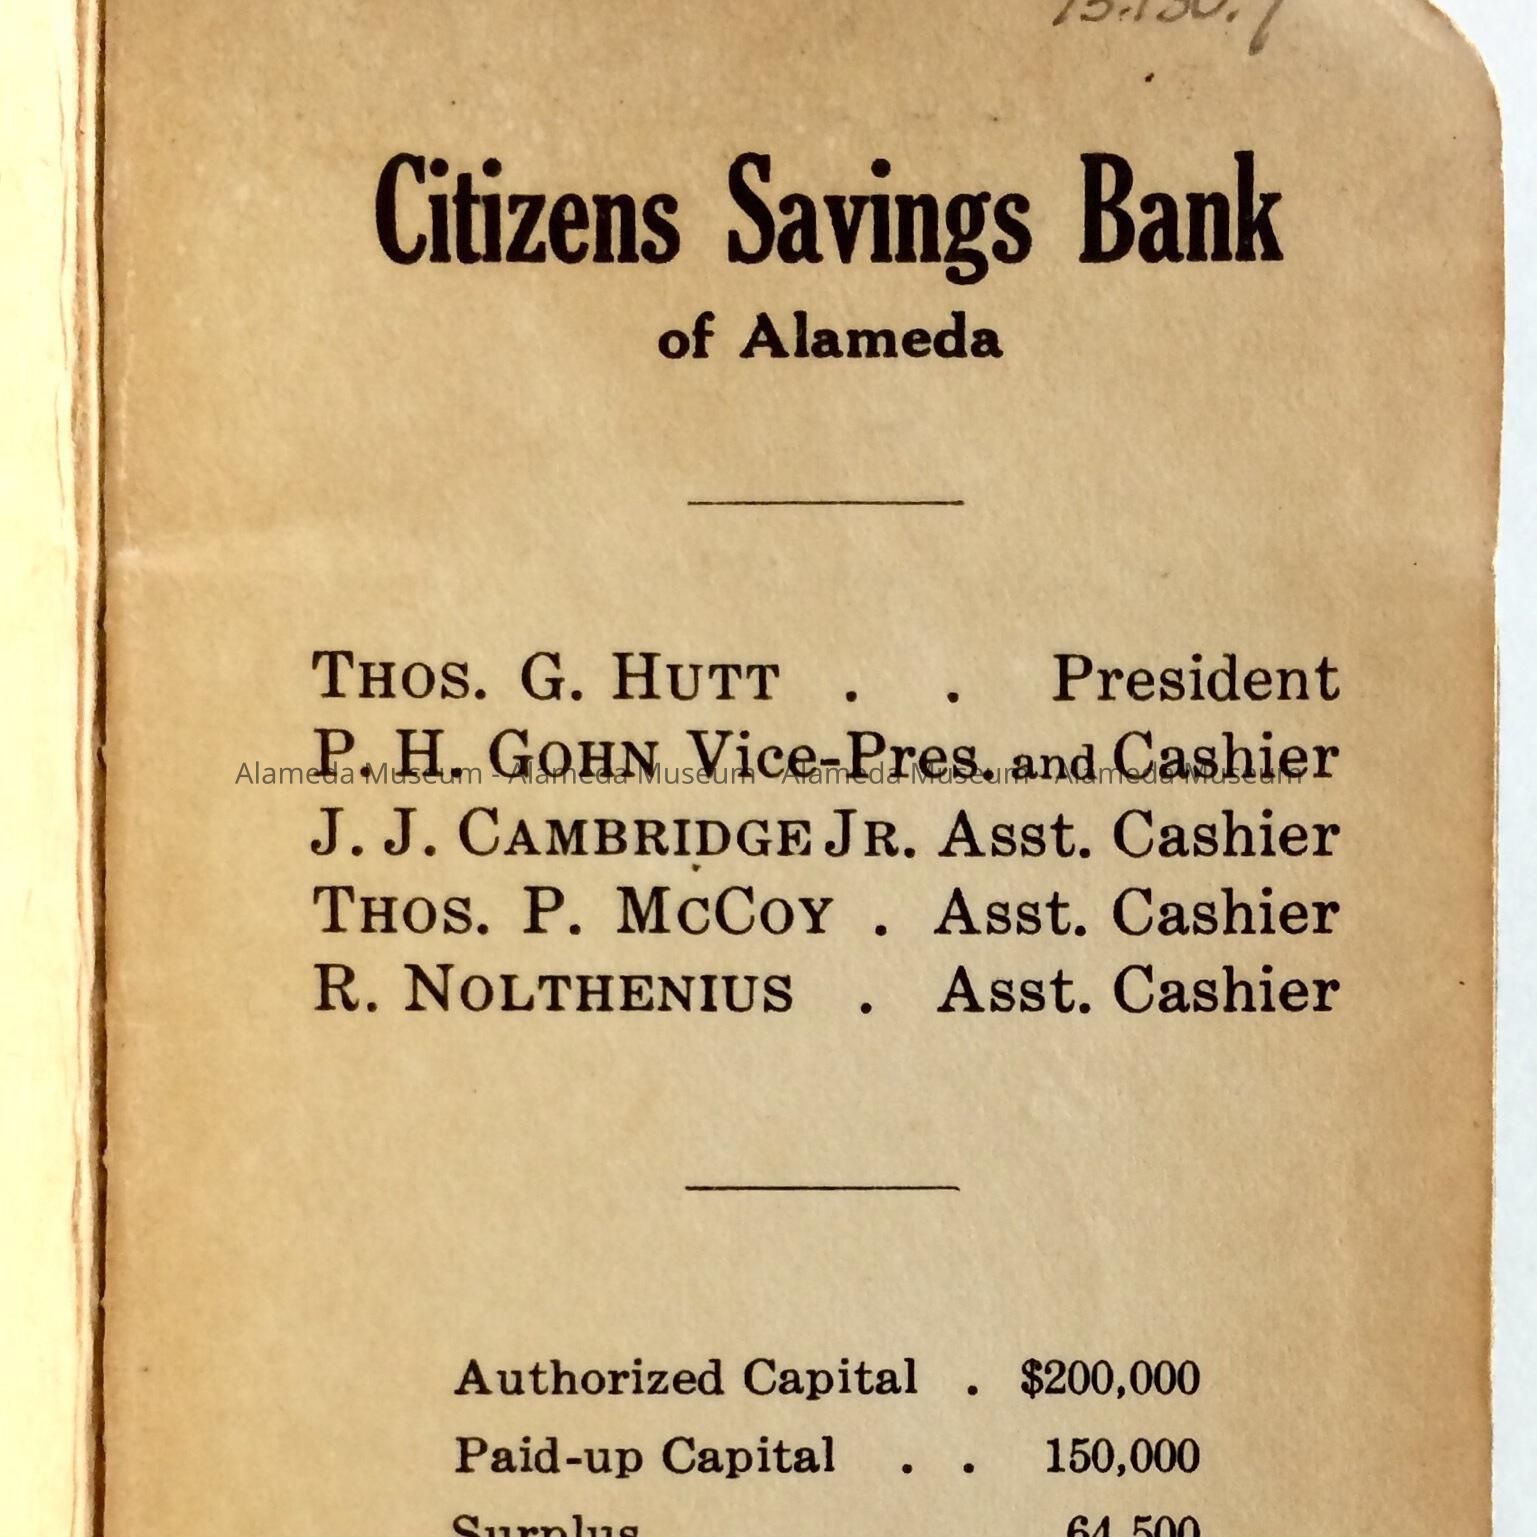 Citizens Savings Bank
of Alameda
THOS. G. HUTT . . President
P. H. GOHN Vice-Pres. and Cashier
Alameda Museum - Alameda Museum - Alameda Museum - Alameda Museum
J. J. CAMBRIDGE JR. Asst. Cashier
THOS. P. MCCOY . Asst. Cashier
R. NOLTHENIUS . Asst. Cashier
Authorized Capital . $200,000
Paid-up Capital . . 150,000
Surplus 64,500